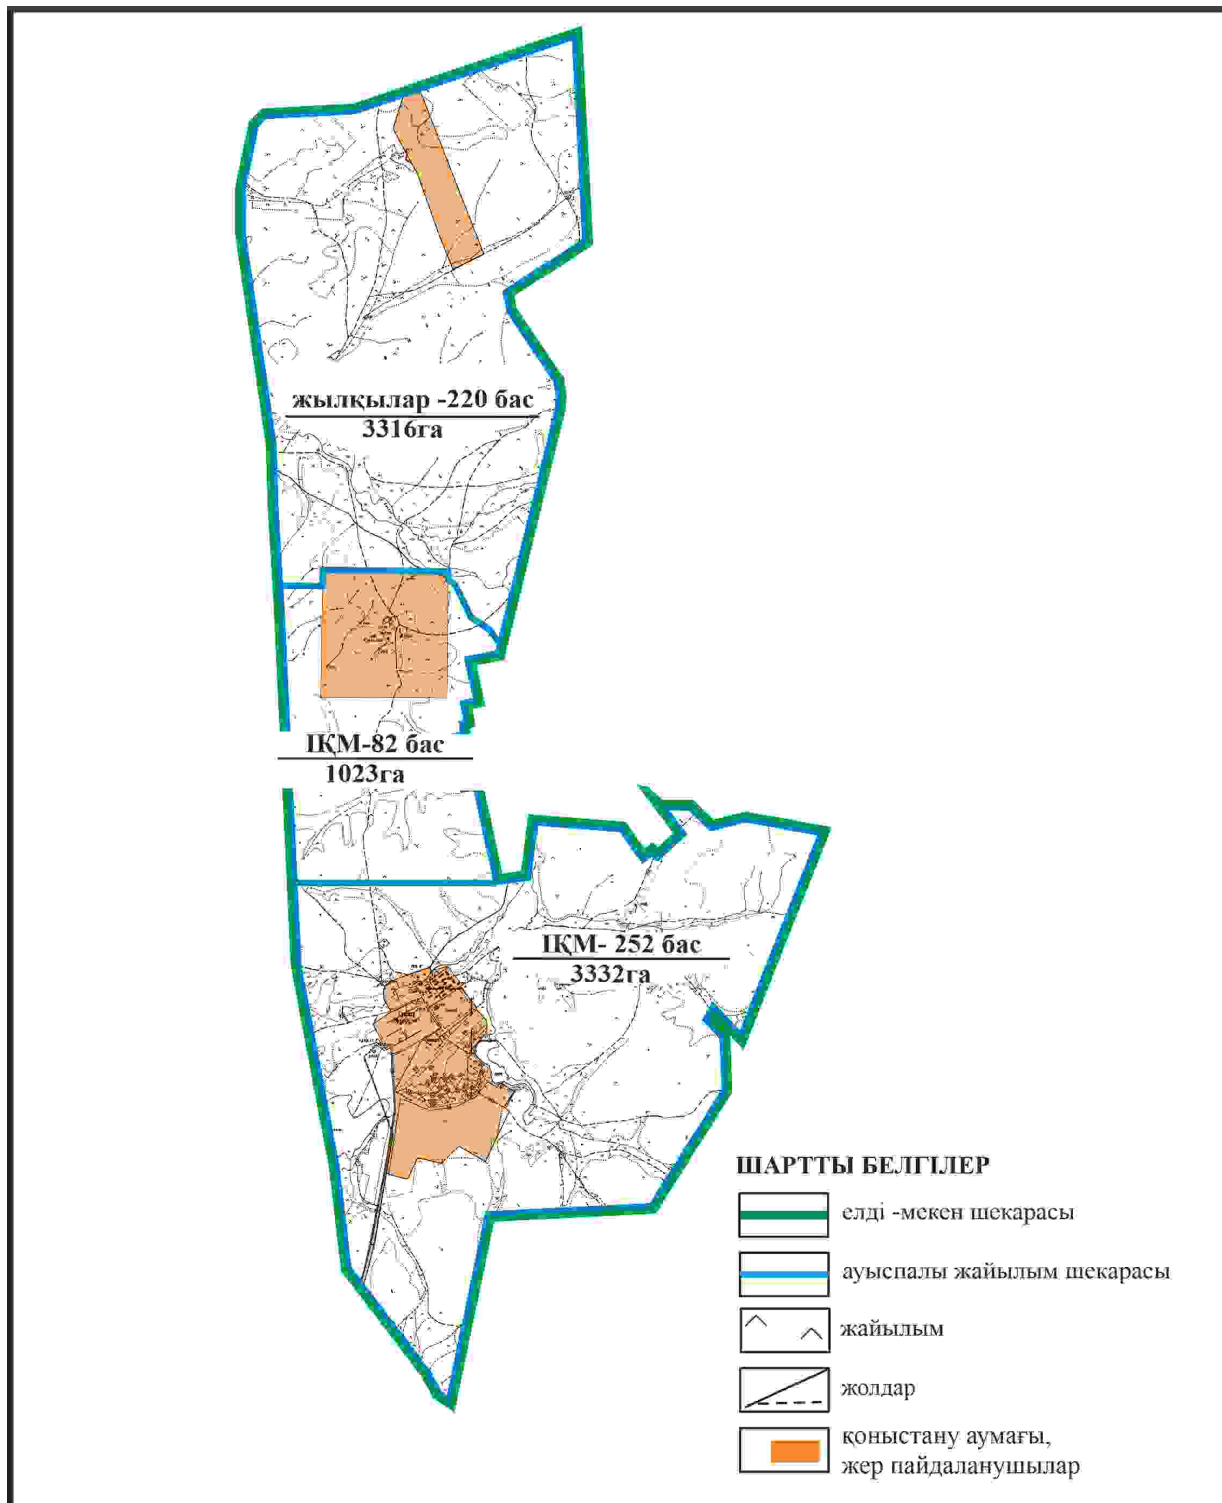 жылқылар -220 бас
3316га
ІҚМ-82 бас
1023га
ІҚМ- 252 бас
3332га
ШАРТТЫ БЕЛГІЛЕР
елді -мекен шекарасы
ауыспалы жайылым шекарасы
жайылым
жолдар
қоныстану аумағы,
жер пайдаланушылар